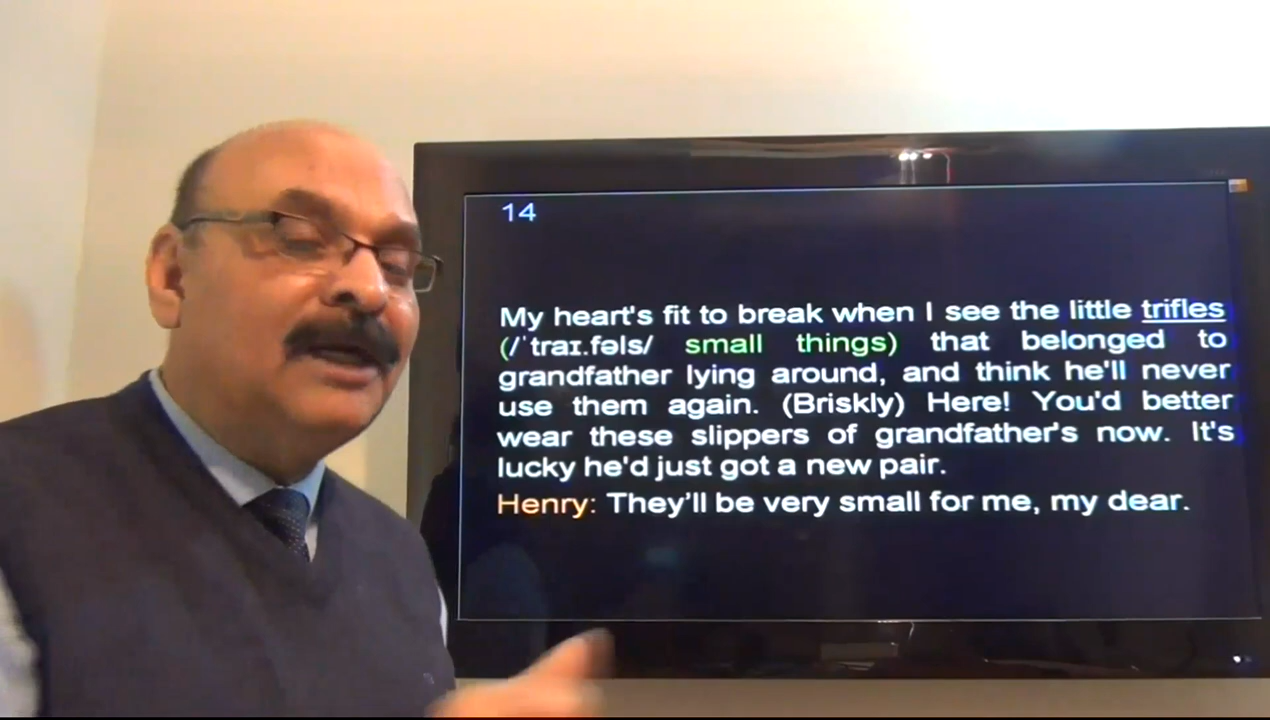 14
My heart's fit to break when I see the little trifles
(/ˈtraɪ.fəls/ small things) that belonged to
grandfather lying around, and think he'll never
use them again. (Briskly) Here! You'd better
wear these slippers of grandfather's now. It's
lucky he'd just got a new pair.
Henry: They'll be very small for me, my dear.